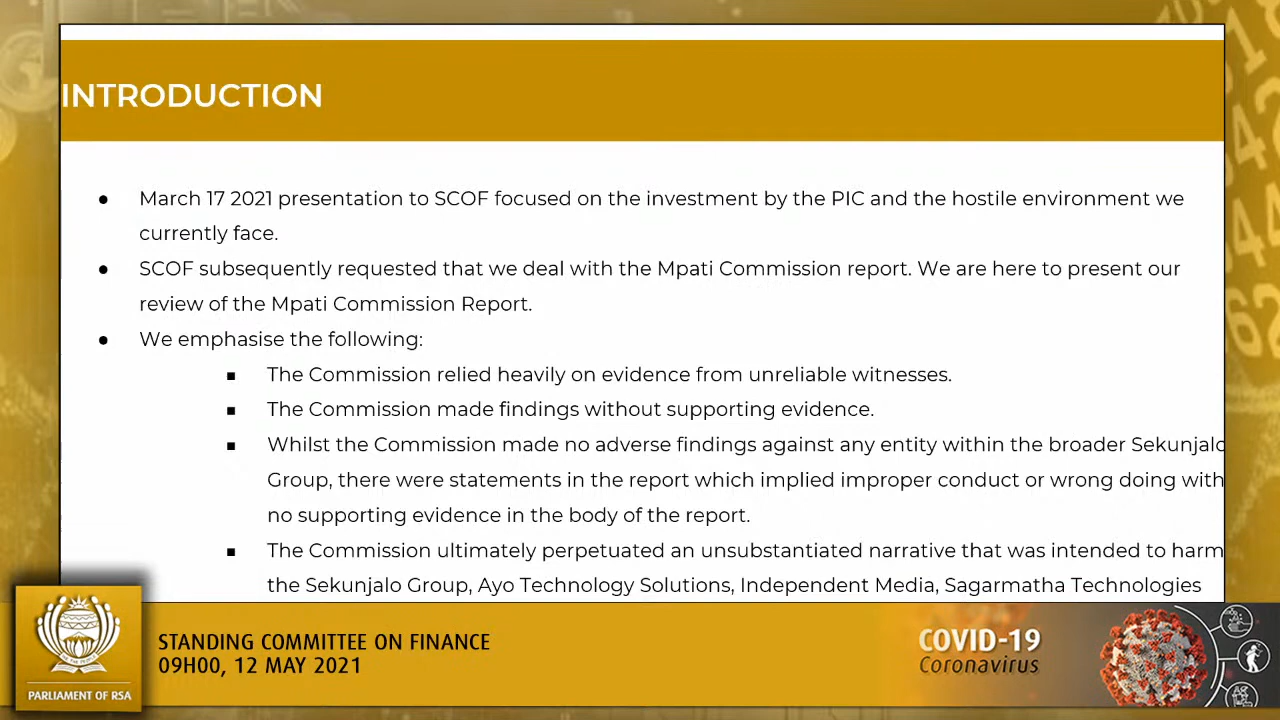 INTRODUCTION
● March 17 2021 presentation to SCOF focused on the investment by the PIC and the hostile environment we
currently face.
● SCOF subsequently requested that we deal with the Mpati Commission report. We are here to present our
review of the Mpati Commission Report.
● We emphasise the following:
▪ The Commission relied heavily on evidence from unreliable witnesses.
▪ The Commission made findings without supporting evidence.
▪ Whilst the Commission made no adverse findings against any entity within the broader Sekunjalo
Group, there were statements in the report which implied improper conduct or wrong doing with
no supporting evidence in the body of the report.
▪ The Commission ultimately perpetuated an unsubstantiated narrative that was intended to harm
the Sekunjalo Group, Ayo Technology Solutions, Independent Media, Sagarmatha Technologies
STANDING COMMITTEE ON FINANCE
09H00, 12 MAY 2021
PARLIAMENT OF RSA
COVID-19
Coronavirus